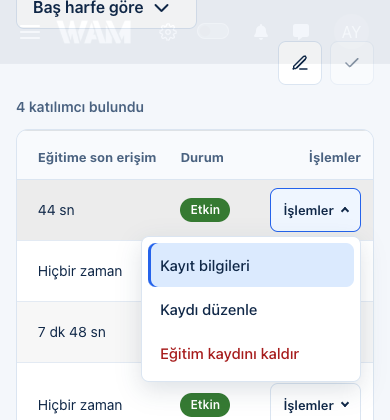 Baş harfe göre
WAM
AY
4 katılımcı bulundu
Eğitime son erişim Durum İşlemler
44 sn Etkin İşlemler
Kayıt bilgileri
Hiçbir zaman
Kaydı düzenle
7 dk 48 sn
Eğitim kaydını kaldır
Hiçbir zaman Etkin İşlemler